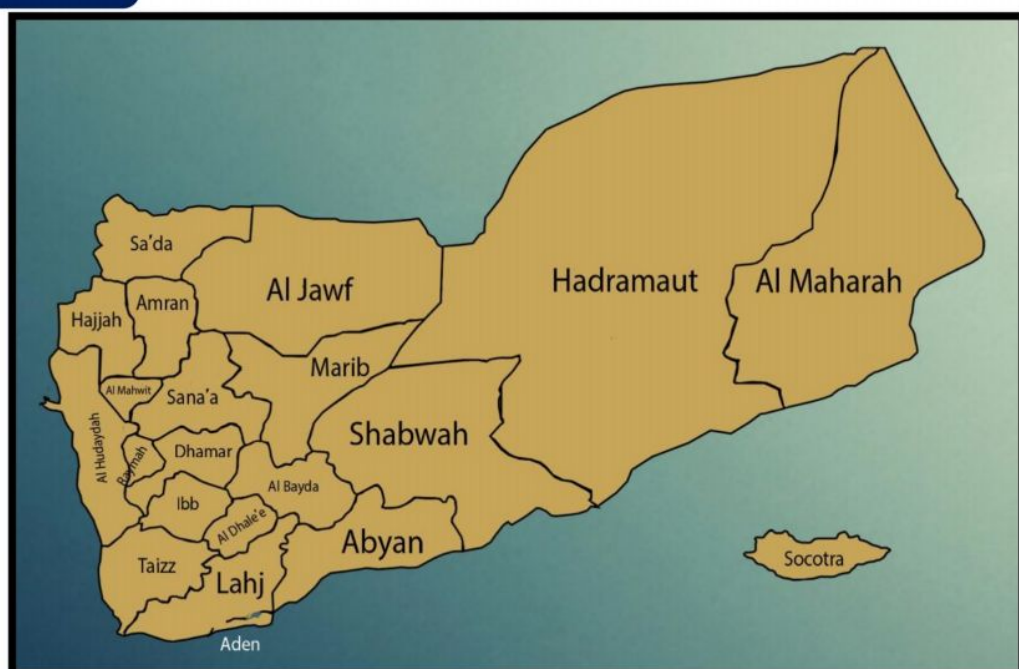 Sa'da
Al Jawf
Hadramaut
Al Maharah
Amran
Hajjah
Marib
Al Mahwit
Sana'a
Shabwah
Al Hudaydah
Raymah
Dhamar
Al Bayda
Ibb
Al Dhale'e
Abyan
Taizz
Lahj
Socotra
Aden